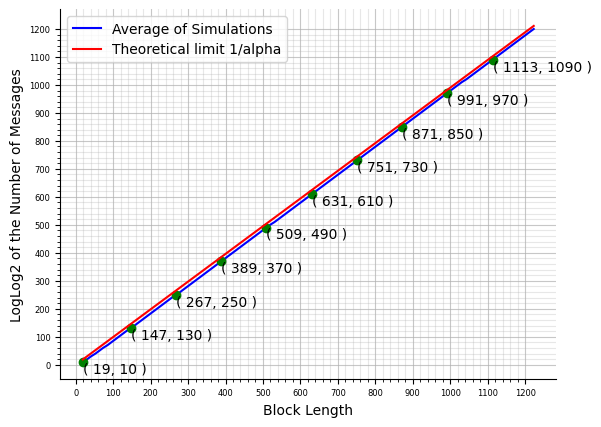 Average of Simulations
Theoretical limit 1/alpha
LogLog2 of the Number of Messages
1200
1100
1000
900
800
700
600
500
400
300
200
100
0
( 1113, 1090 )
( 991, 970 )
( 871, 850 )
( 751, 730 )
( 631, 610 )
( 509, 490 )
( 389, 370 )
( 267, 250 )
( 147, 130 )
( 19, 10 )
0 100 200 300 400 500 600 700 800 900 1000 1100 1200
Block Length